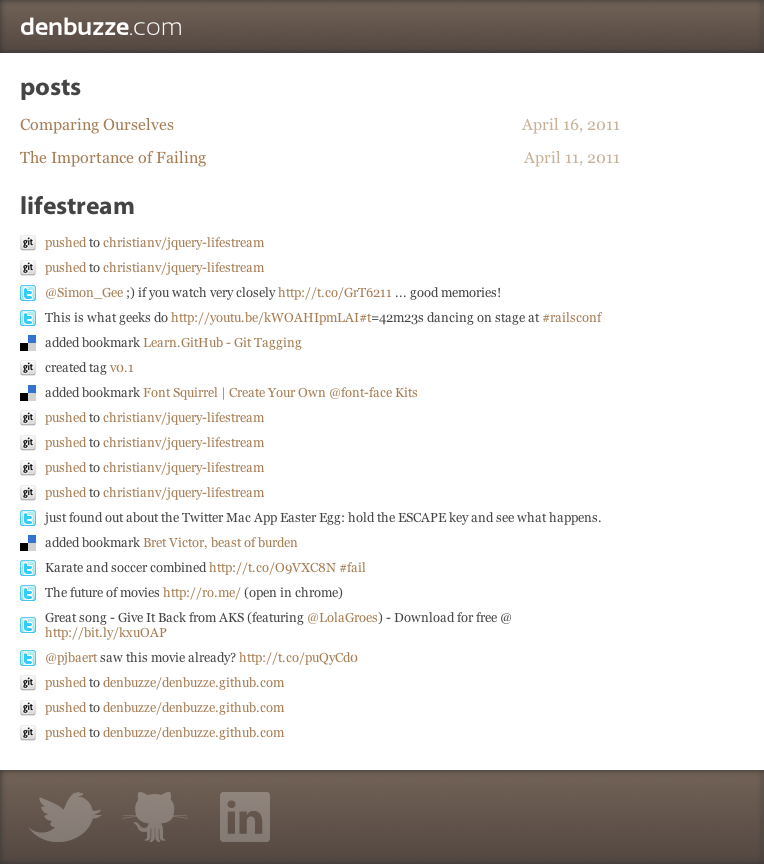 denbuzze.com
posts
Comparing Ourselves April 16, 2011
The Importance of Failing April 11, 2011
lifestream
git pushed to christianv/jquery-lifestream
git pushed to christianv/jquery-lifestream
@Simon_Gee ;) if you watch very closely http://t.co/GrT6211 ... good memories!
This is what geeks do http://youtu.be/kWOAHIpmLAI#t=42m23s dancing on stage at #railsconf
added bookmark Learn.GitHub - Git Tagging
git created tag v0.1
added bookmark Font Squirrel | Create Your Own @font-face Kits
git pushed to christianv/jquery-lifestream
git pushed to christianv/jquery-lifestream
git pushed to christianv/jquery-lifestream
git pushed to christianv/jquery-lifestream
just found out about the Twitter Mac App Easter Egg: hold the ESCAPE key and see what happens.
added bookmark Bret Victor, beast of burden
Karate and soccer combined http://t.co/O9VXC8N #fail
The future of movies http://ro.me/ (open in chrome)
Great song - Give It Back from AKS (featuring @LolaGroes) - Download for free @
http://bit.ly/kxuOAP
@pjbaert saw this movie already? http://t.co/puQyCd0
git pushed to denbuzze/denbuzze.github.com
git pushed to denbuzze/denbuzze.github.com
git pushed to denbuzze/denbuzze.github.com
in